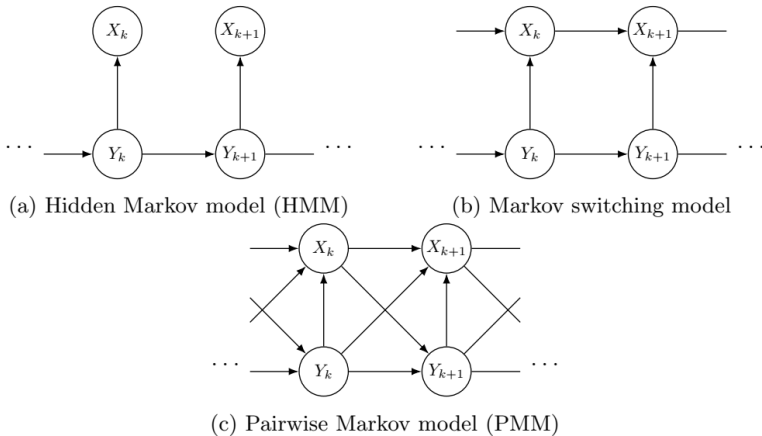 X_k X_{k+1} X_k X_{k+1}
... Y_k Y_{k+1} ... ... Y_k Y_{k+1} ...
(a) Hidden Markov model (HMM) (b) Markov switching model
X_k X_{k+1}
... Y_k Y_{k+1} ...
(c) Pairwise Markov model (PMM)